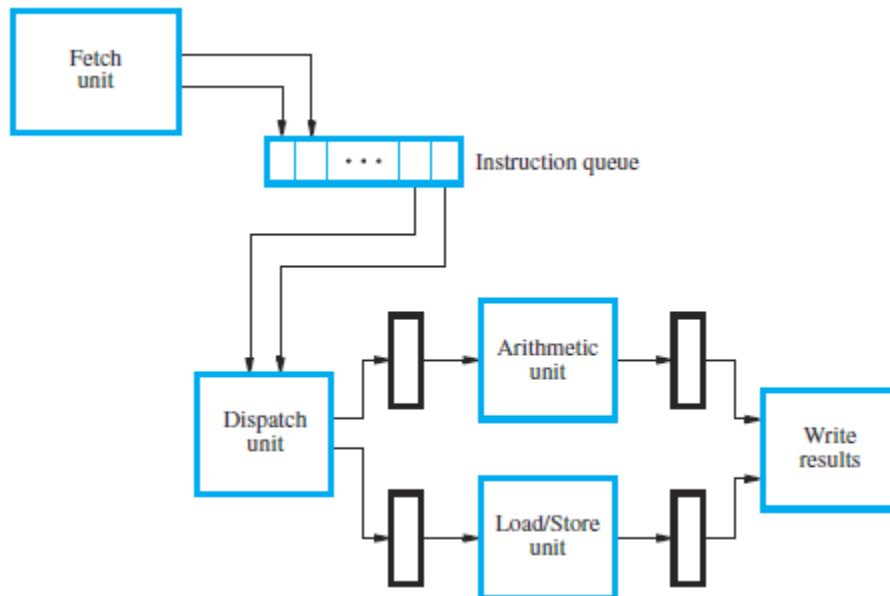 Fetch
unit
• • •
Instruction queue
Arithmetic
unit
Dispatch
unit
Write
results
Load/Store
unit